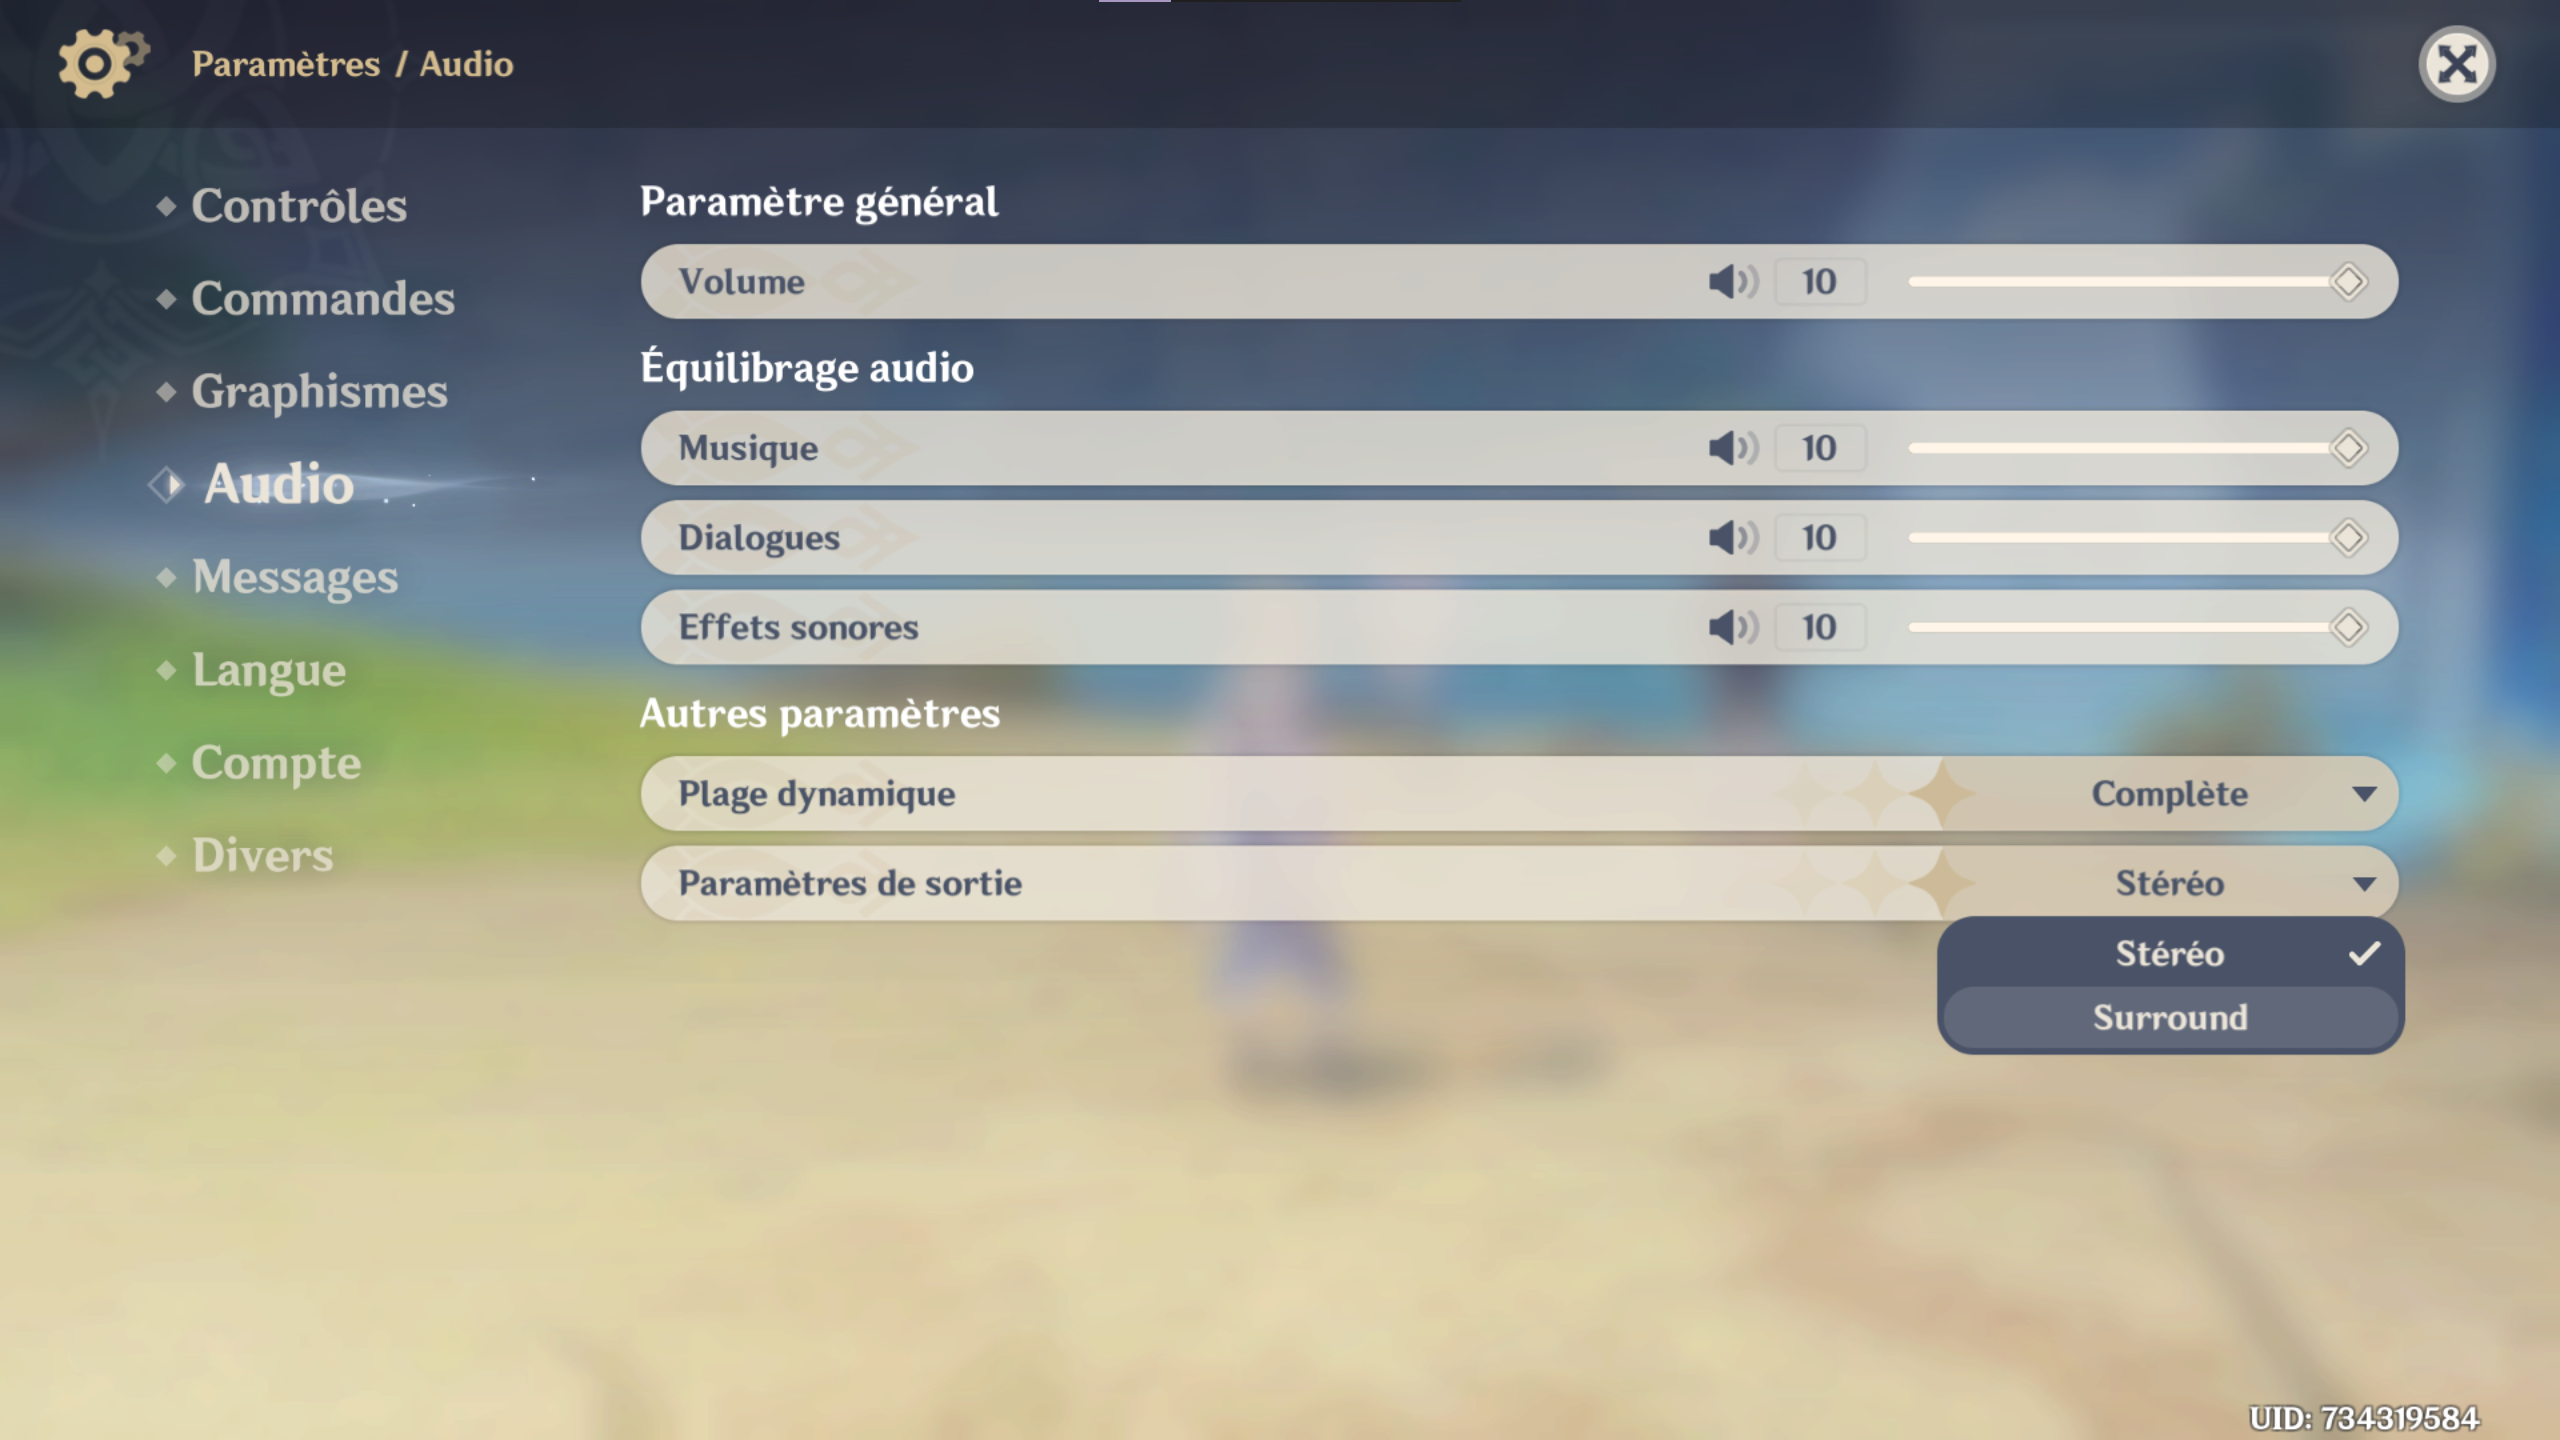 Paramètres / Audio
Contrôles
Commandes
Graphismes
Audio
Messages
Langue
Compte
Divers
Paramètre général
Volume 10
Équilibrage audio
Musique 10
Dialogues 10
Effets sonores 10
Autres paramètres
Plage dynamique Complète
Paramètres de sortie Stéréo
Stéréo
Surround
UID: 734319584